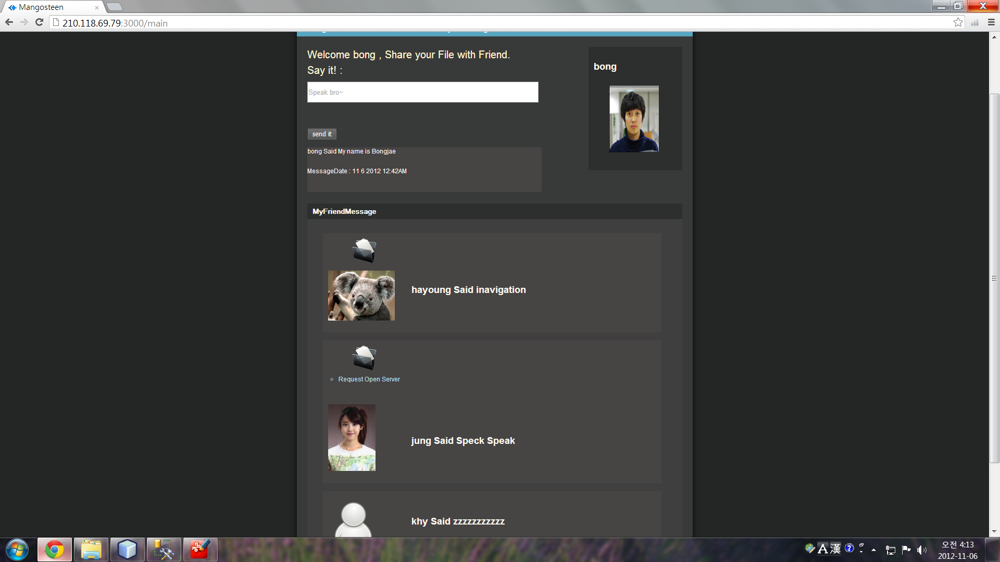 Mangosteen
210.118.69.79:3000/main
Welcome bong , Share your File with Friend.
Say it! :
Speak bro~
send it
bong Said My name is Bongjae
MessageDate : 11 6 2012 12:42AM
bong
MyFriendMessage
hayoung Said inavigation
Request Open Server
jung Said Speck Speak
khy Said zzzzzzzzzzz
A 漢
오전 4:13
2012-11-06